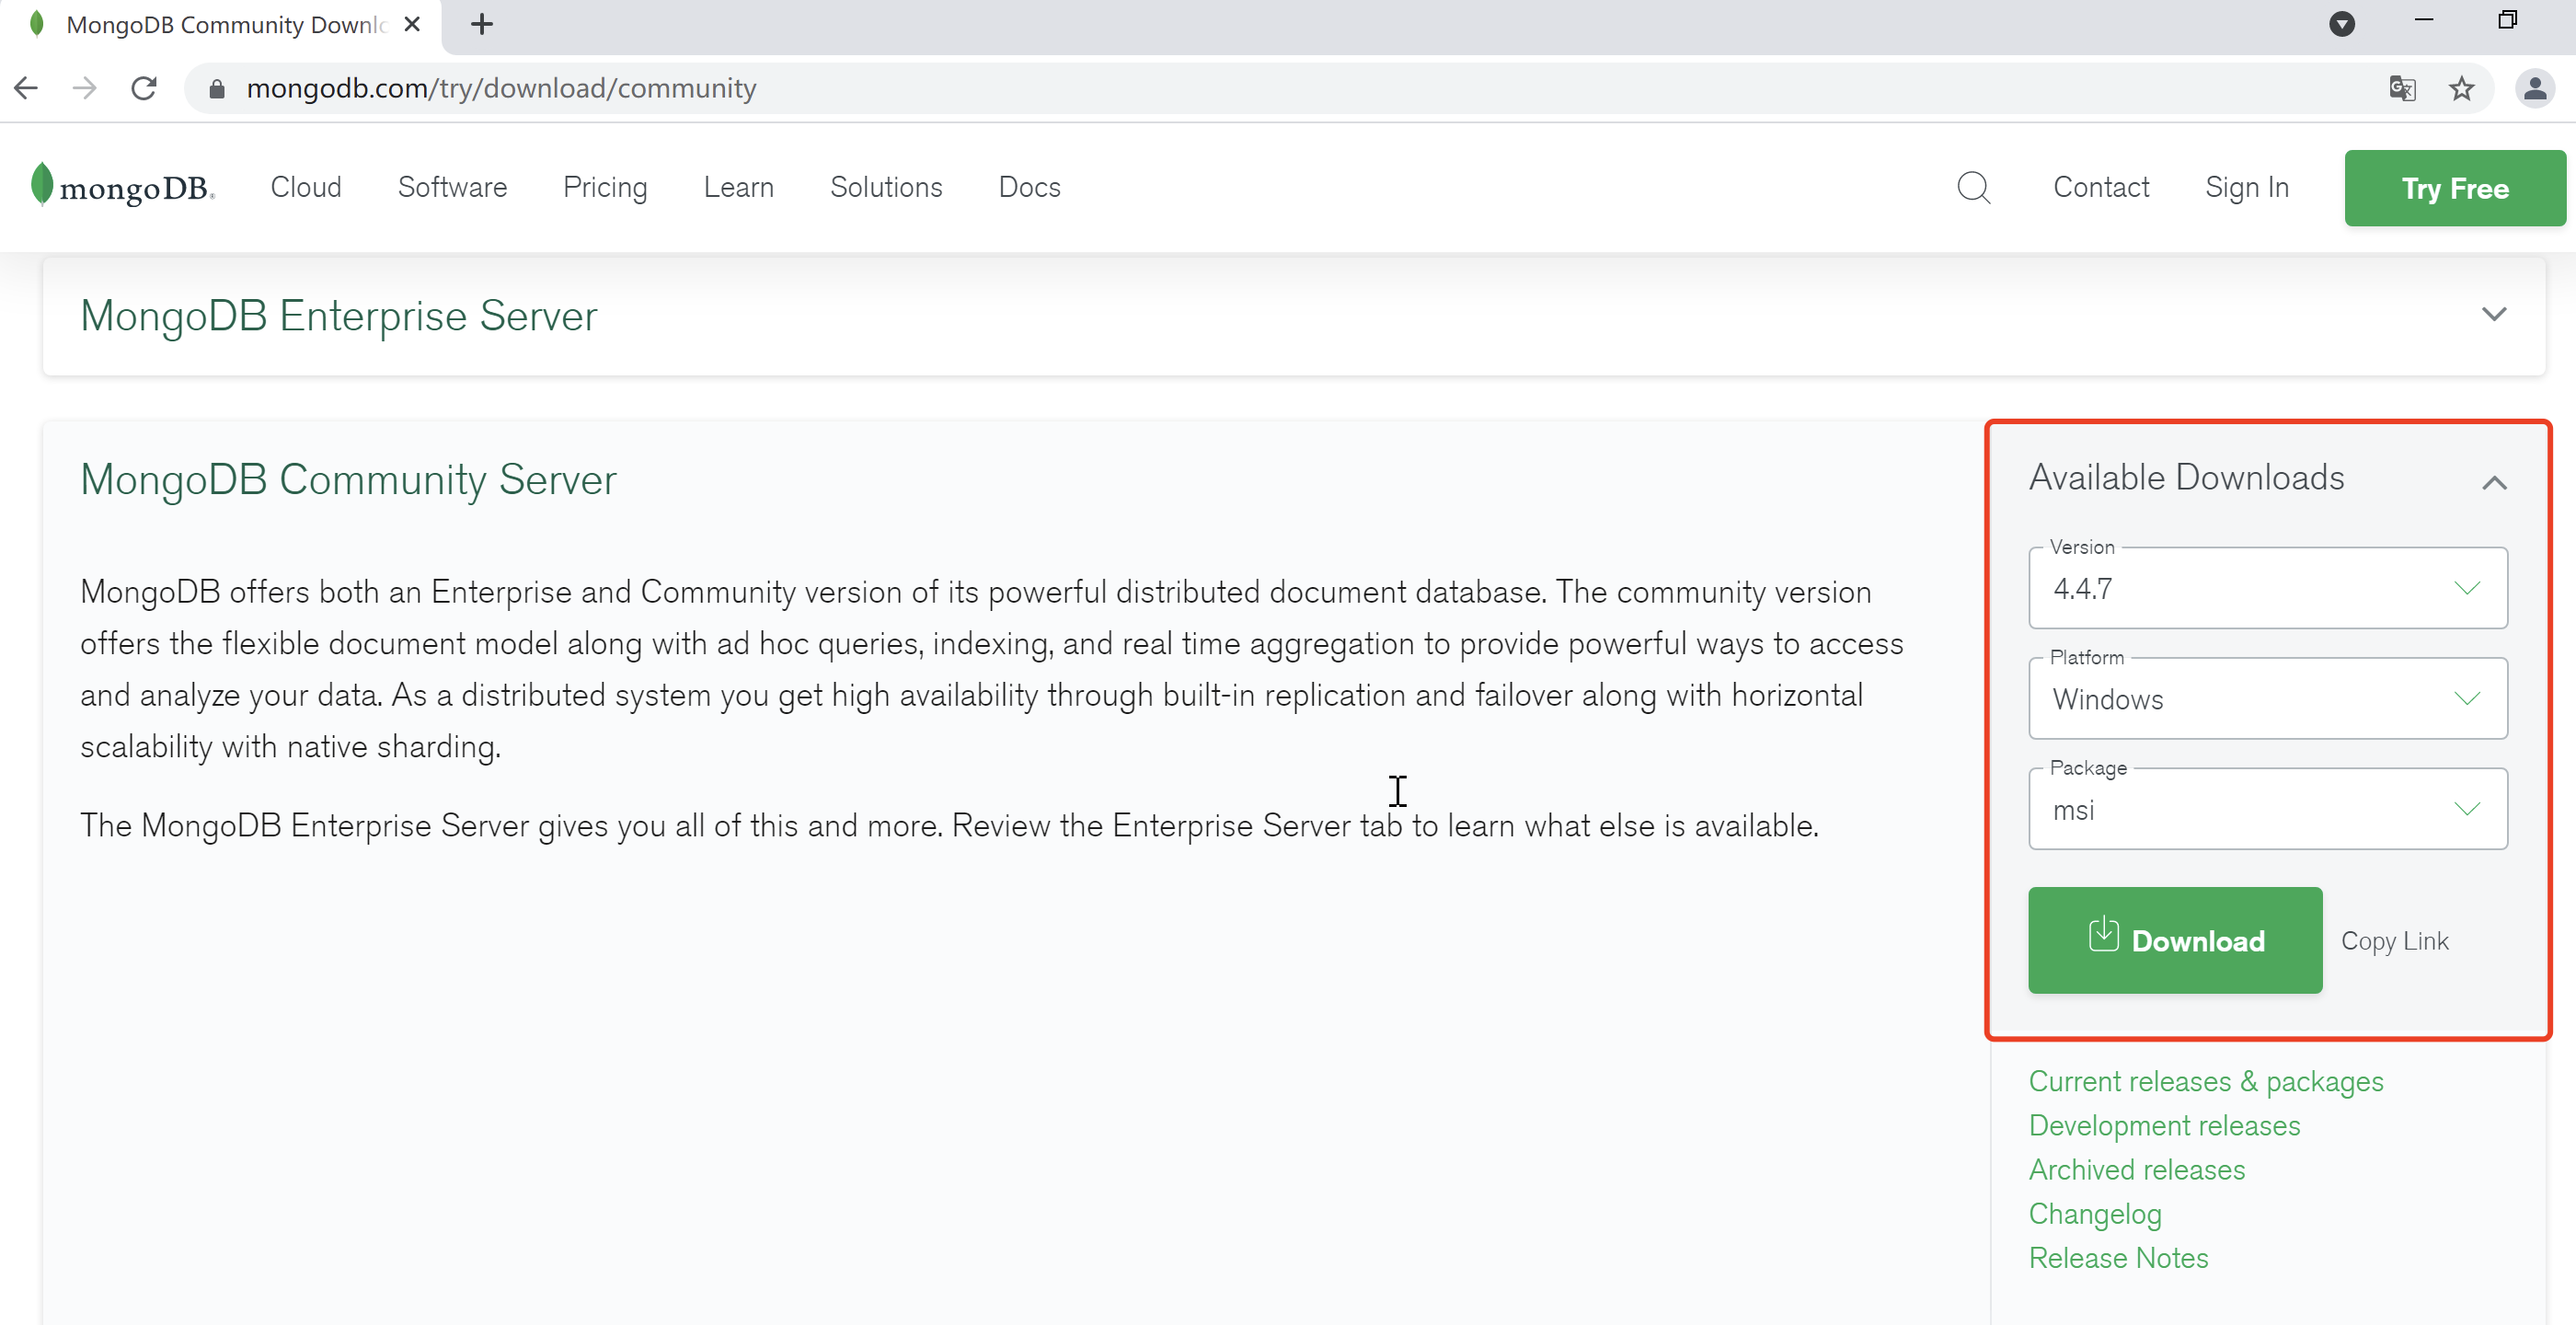 MongoDB Community Downlo
mongodb.com/try/download/community
mongoDB.
Cloud
Software
Pricing
Learn
Solutions
Docs
Contact
Sign In
Try Free
MongoDB Enterprise Server
MongoDB Community Server
MongoDB offers both an Enterprise and Community version of its powerful distributed document database. The community version
offers the flexible document model along with ad hoc queries, indexing, and real time aggregation to provide powerful ways to access
and analyze your data. As a distributed system you get high availability through built-in replication and failover along with horizontal
scalability with native sharding.
The MongoDB Enterprise Server gives you all of this and more. Review the Enterprise Server tab to learn what else is available.
Available Downloads
Version
4.4.7
Platform
Windows
Package
msi
Download
Copy Link
Current releases & packages
Development releases
Archived releases
Changelog
Release Notes